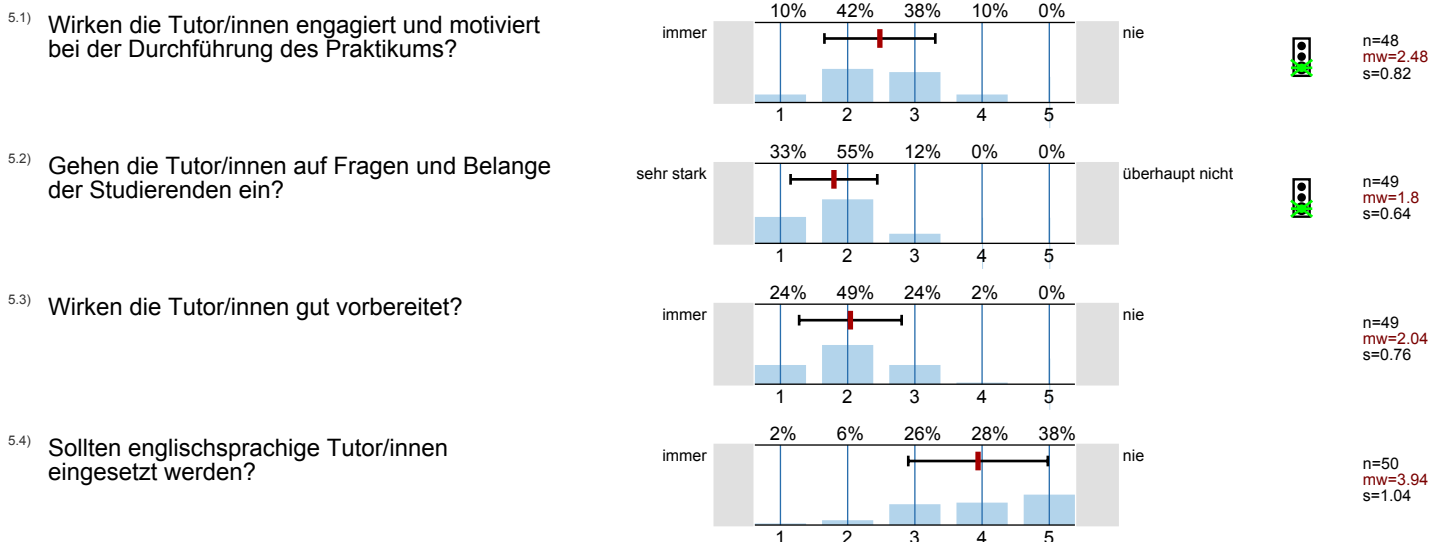 5.1) Wirken die Tutor/innen engagiert und motiviert
bei der Durchführung des Praktikums?
10% 42% 38% 10% 0%
immer
nie
1 2 3 4 5
n=48
mw=2.48
s=0.82
5.2) Gehen die Tutor/innen auf Fragen und Belange
der Studierenden ein?
33% 55% 12% 0% 0%
sehr stark
überhaupt nicht
1 2 3 4 5
n=49
mw=1.8
s=0.64
5.3) Wirken die Tutor/innen gut vorbereitet?
24% 49% 24% 2% 0%
immer
nie
1 2 3 4 5
n=49
mw=2.04
s=0.76
5.4) Sollten englischsprachige Tutor/innen
eingesetzt werden?
2% 6% 26% 28% 38%
immer
nie
1 2 3 4 5
n=50
mw=3.94
s=1.04